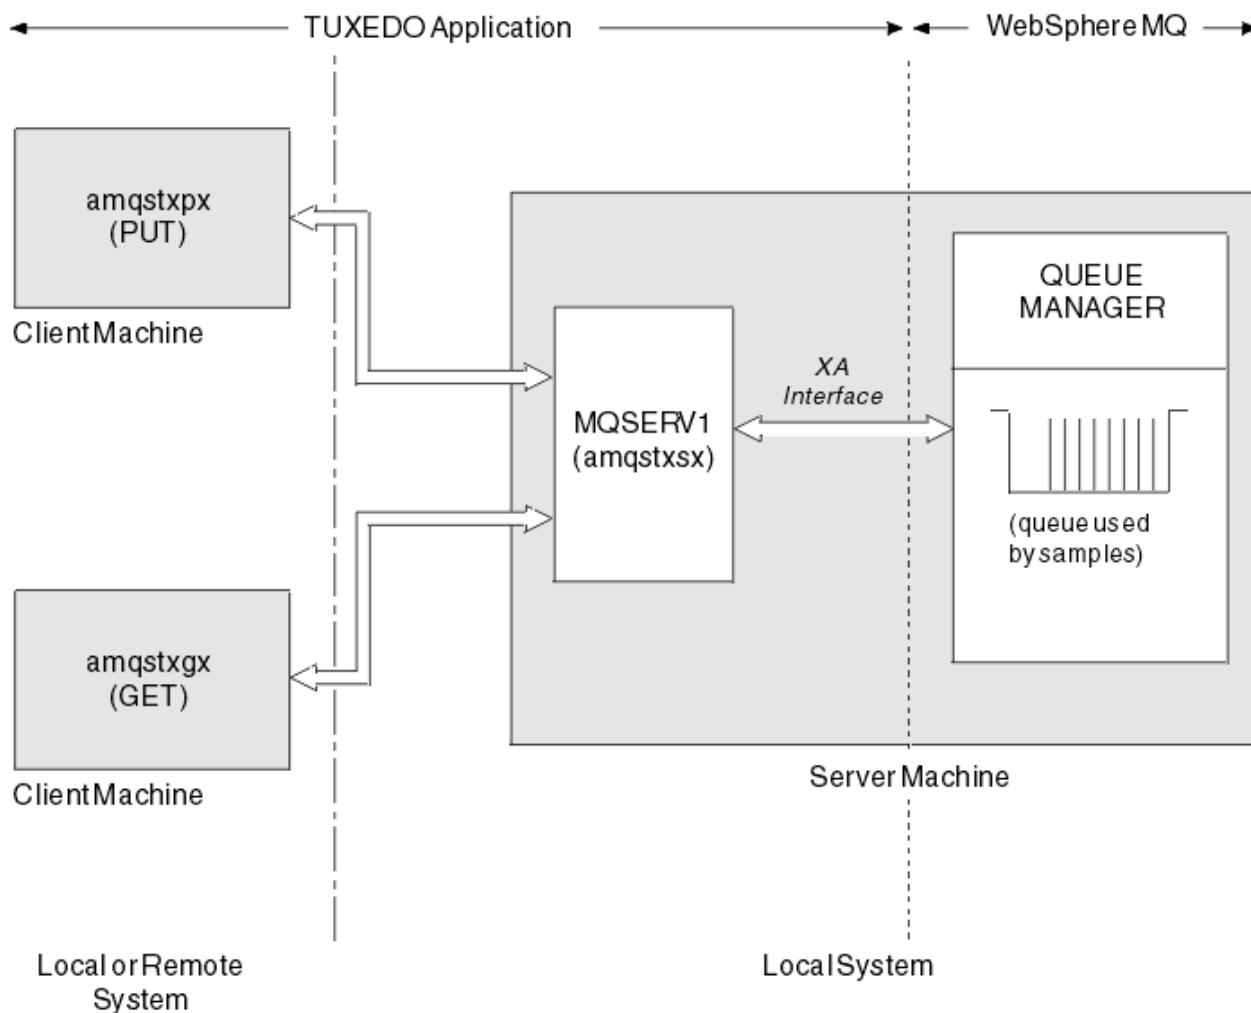 TUXEDO Application
WebSphere MQ
amqstxpx
(PUT)
Client Machine
QUEUE
MANAGER
XA
Interface
MQSERV1
(amqstxsx)
(queue used
by samples)
amqstxgx
(GET)
Client Machine
Server Machine
Local or Remote
System
Local System